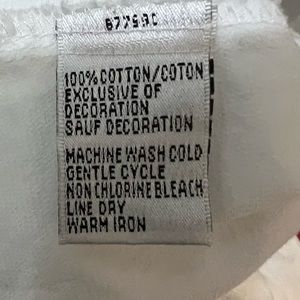 100% COTTON/COTON
EXCLUSIVE OF
DECORATION
SAUF DECORATION
MACHINE WASH COLD
GENTLE CYCLE
NON CHLORINE BLEACH
LINE DRY
WARM IRON